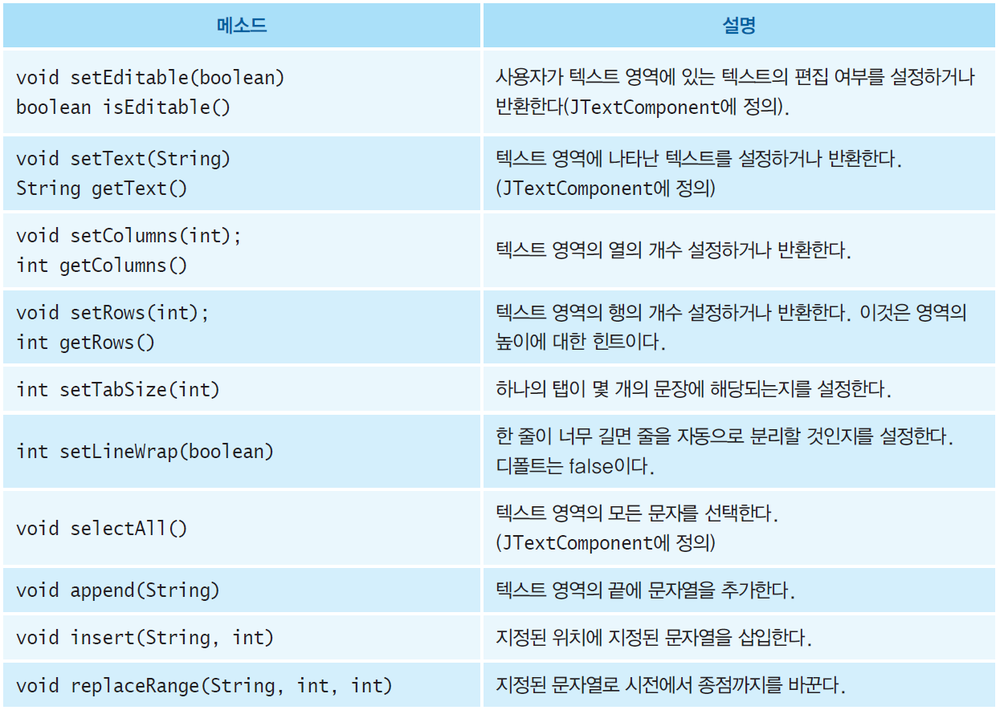 메소드 설명
void setEditable(boolean)
boolean isEditable()
사용자가 텍스트 영역에 있는 텍스트의 편집 여부를 설정하거나
반환한다(JTextComponent에 정의).
void setText(String)
String getText()
텍스트 영역에 나타난 텍스트를 설정하거나 반환한다.
(JTextComponent에 정의)
void setColumns(int);
int getColumns()
텍스트 영역의 열의 개수 설정하거나 반환한다.
void setRows(int);
int getRows()
텍스트 영역의 행의 개수 설정하거나 반환한다. 이것은 영역의
높이에 대한 힌트이다.
int setTabSize(int)
하나의 탭이 몇 개의 문장에 해당되는지를 설정한다.
int setLineWrap(boolean)
한 줄이 너무 길면 줄을 자동으로 분리할 것인지를 설정한다.
디폴트는 false이다.
void selectAll()
텍스트 영역의 모든 문자를 선택한다.
(JTextComponent에 정의)
void append(String)
텍스트 영역의 끝에 문자열을 추가한다.
void insert(String, int)
지정된 위치에 지정된 문자열을 삽입한다.
void replaceRange(String, int, int)
지정된 문자열로 시전에서 종점까지를 바꾼다.